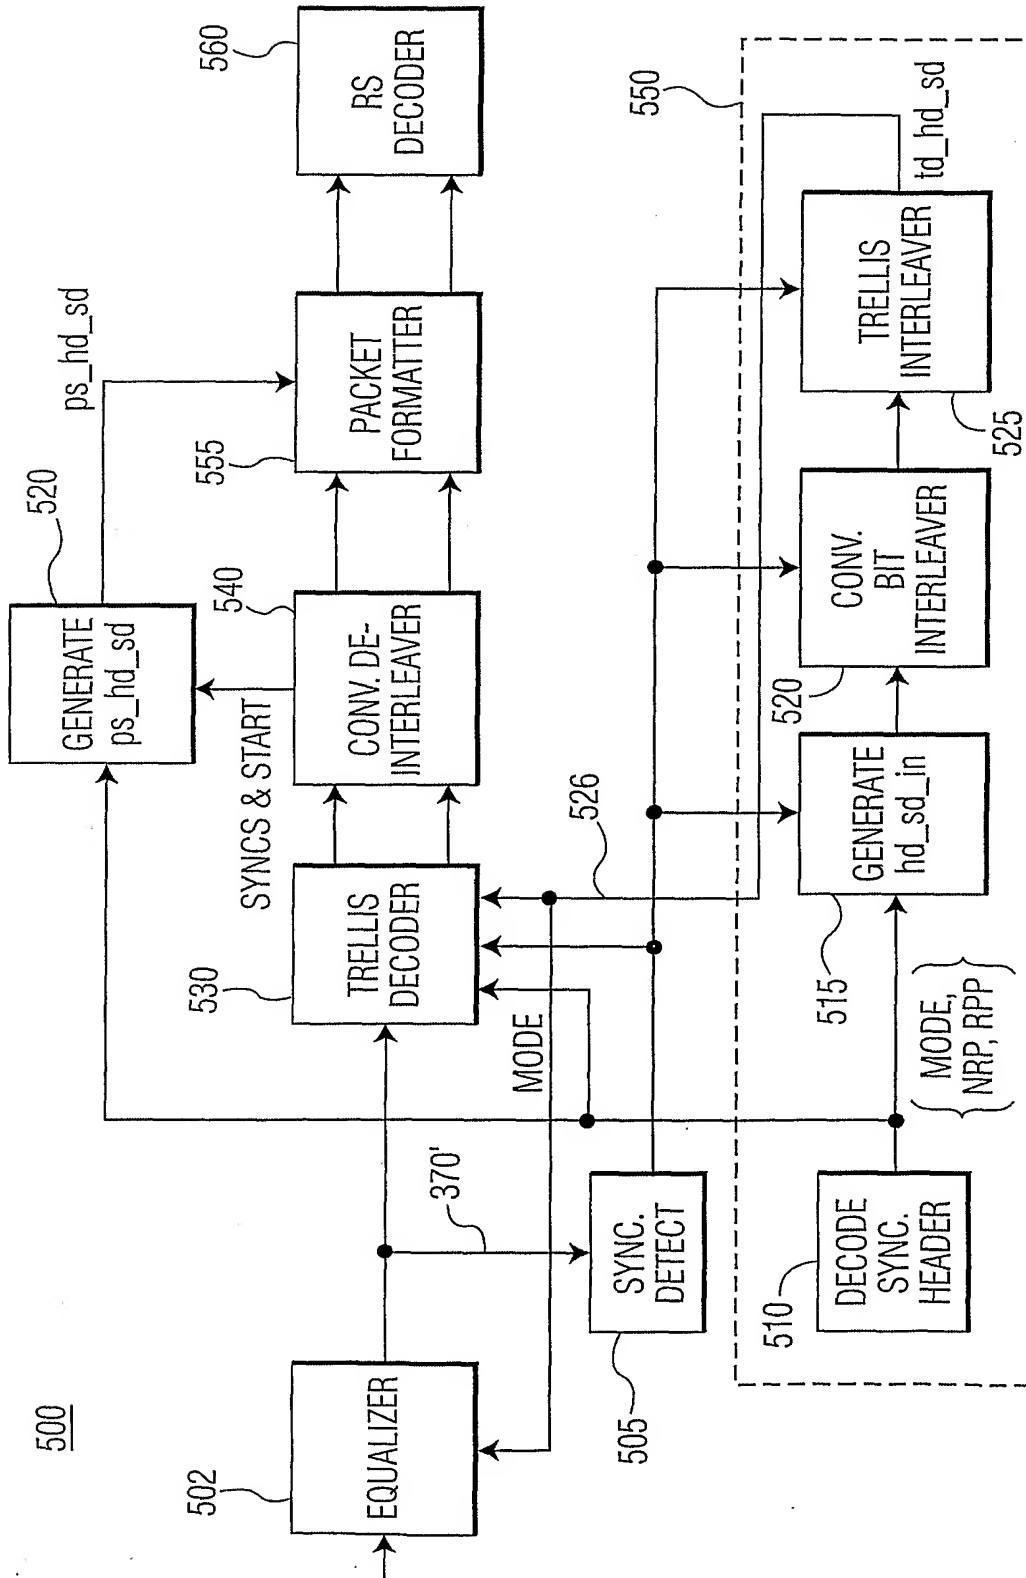 500
502
EQUALIZER
370'
505
SYNC.
DETECT
530
TRELLIS
DECODER
MODE
526
SYNCS & START
540
CONV. DE-
INTERLEAVER
520
GENERATE
ps_hd_sd
ps_hd_sd
555
PACKET
FORMATTER
560
RS
DECODER
550
510
DECODE
SYNC.
HEADER
MODE,
NRP, RPP
515
GENERATE
hd_sd_in
520
CONV.
BIT
INTERLEAVER
525
TRELLIS
INTERLEAVER
td_hd_sd